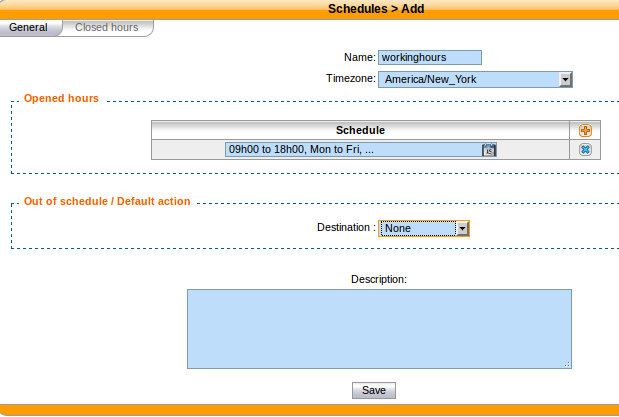 Schedules > Add
General Closed hours
Name: workinghours
Timezone: America/New_York
Opened hours
Schedule
09h00 to 18h00, Mon to Fri, ...
Out of schedule / Default action
Destination : None
Description:
Save